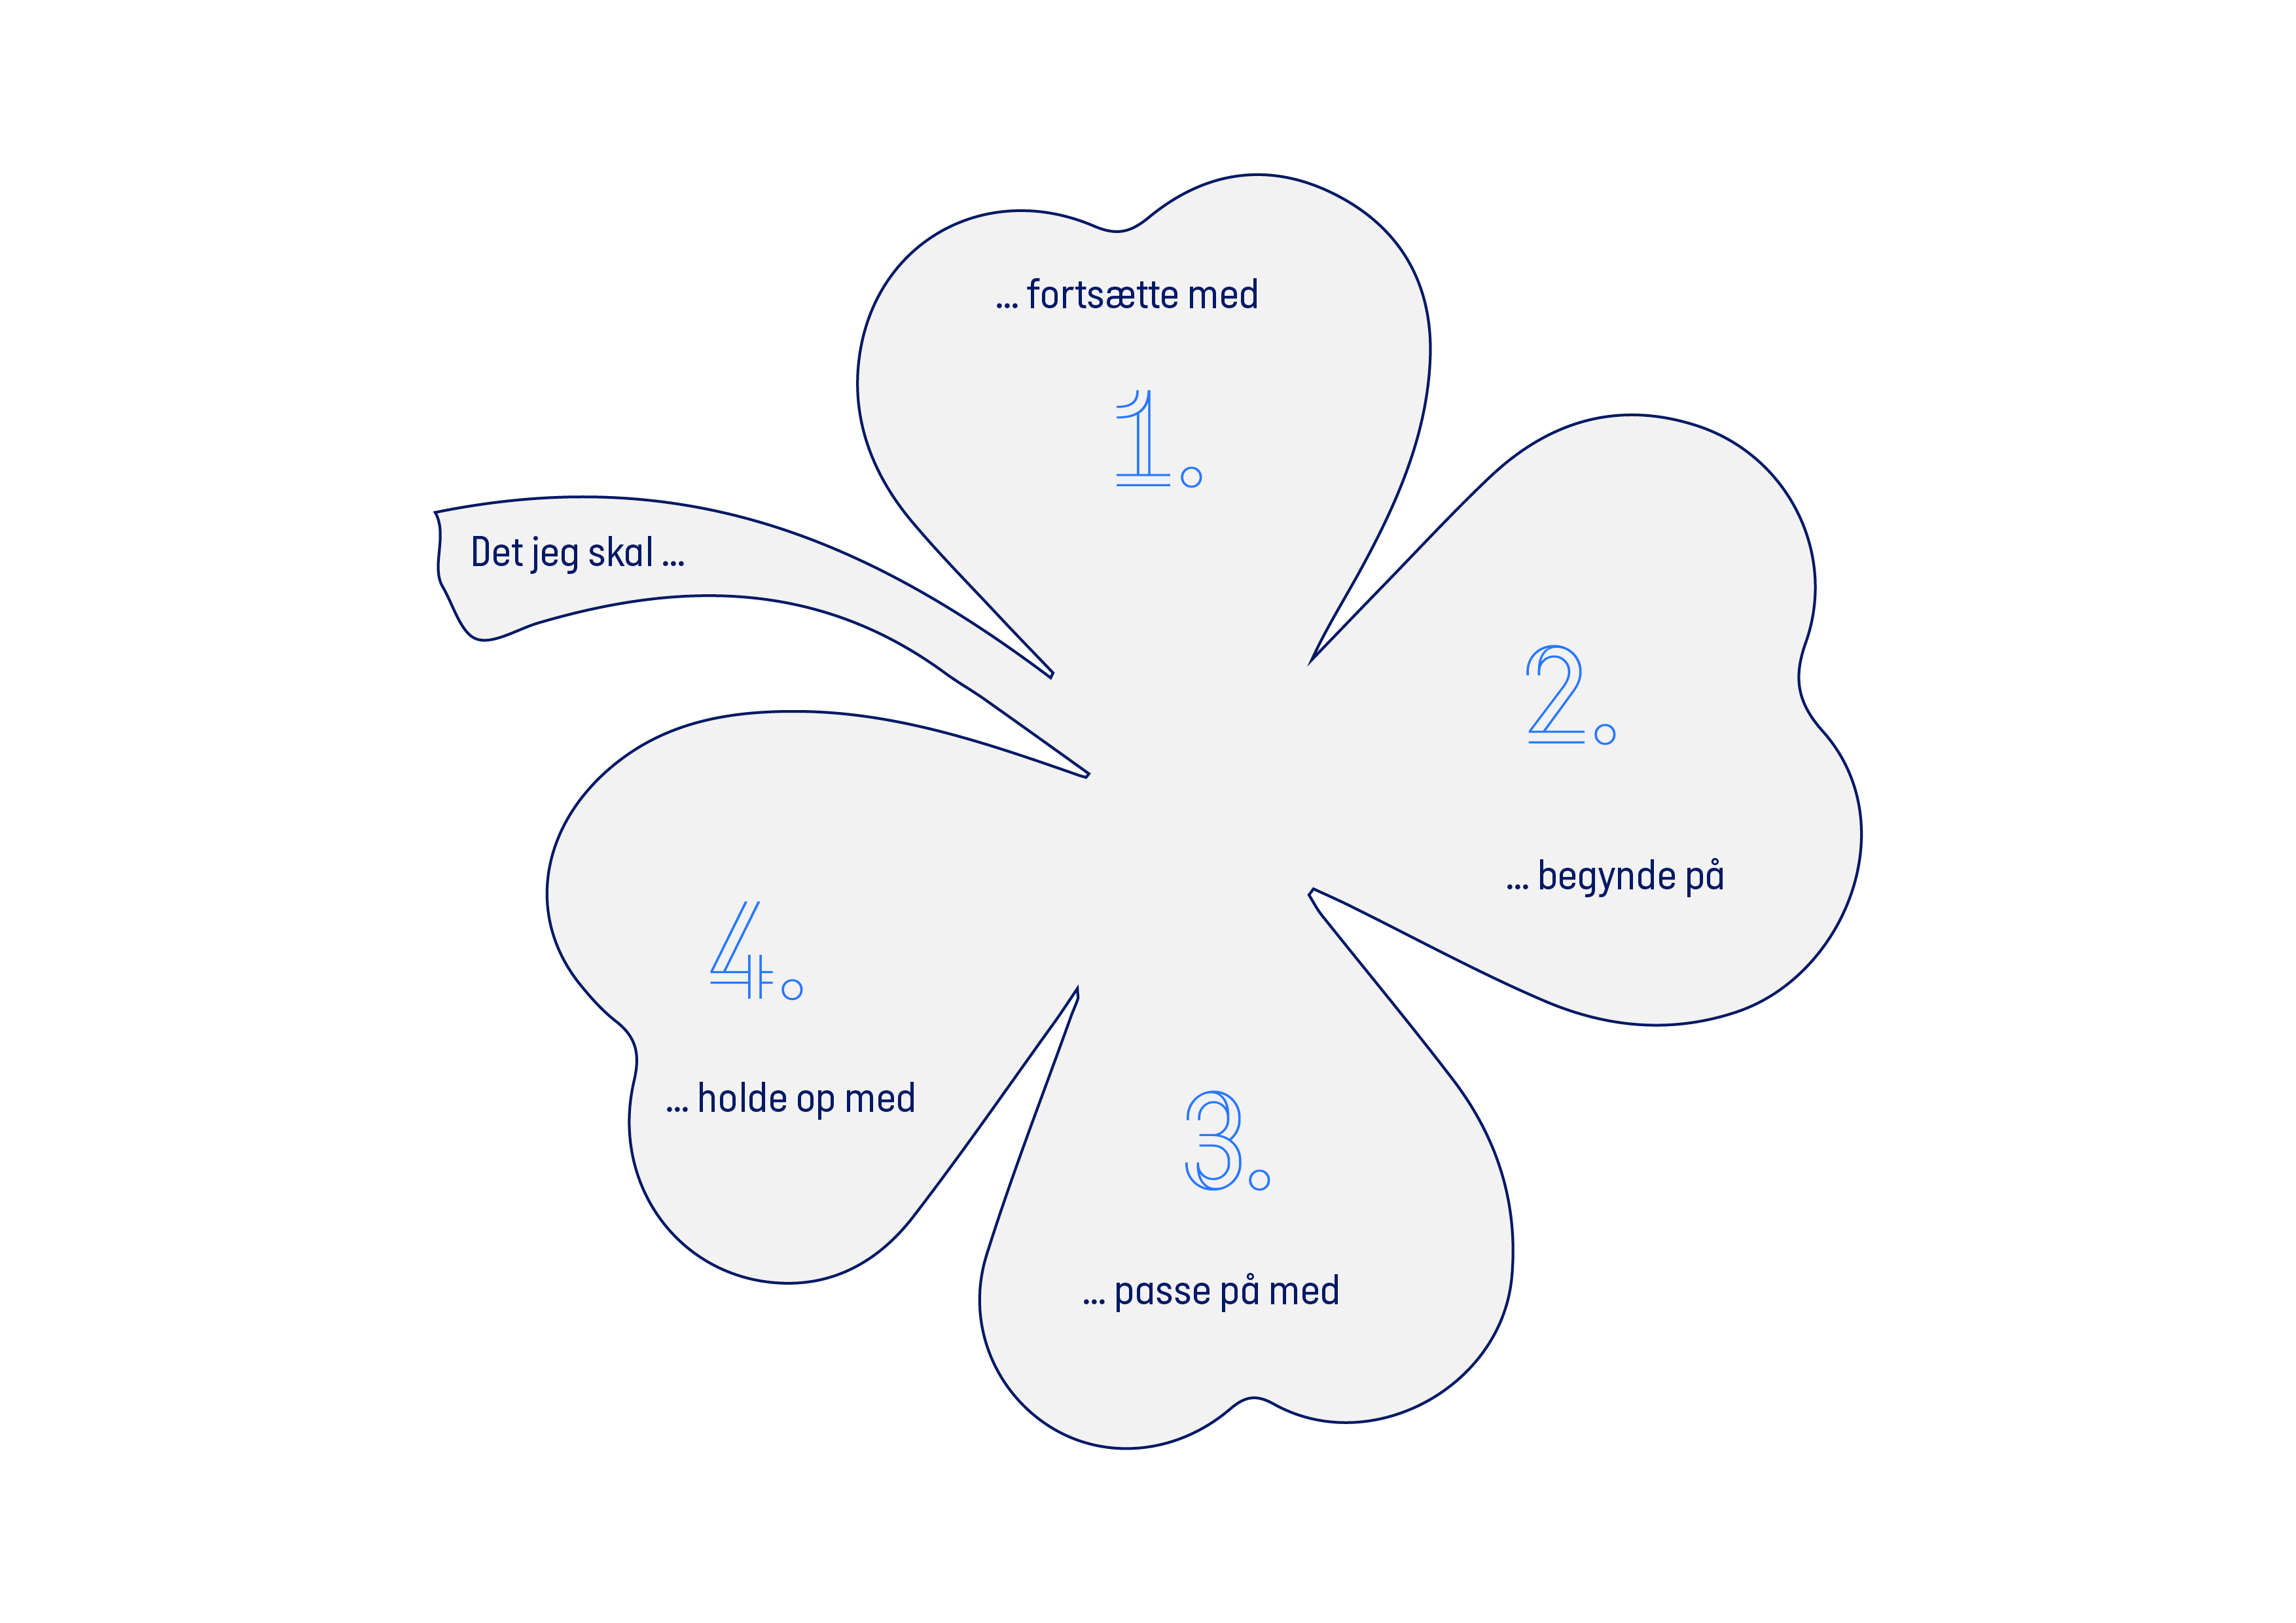 Det jeg skal ...
... fortsætte med
1.
2.
... begynde på
3.
... passe på med
4.
... holde op med